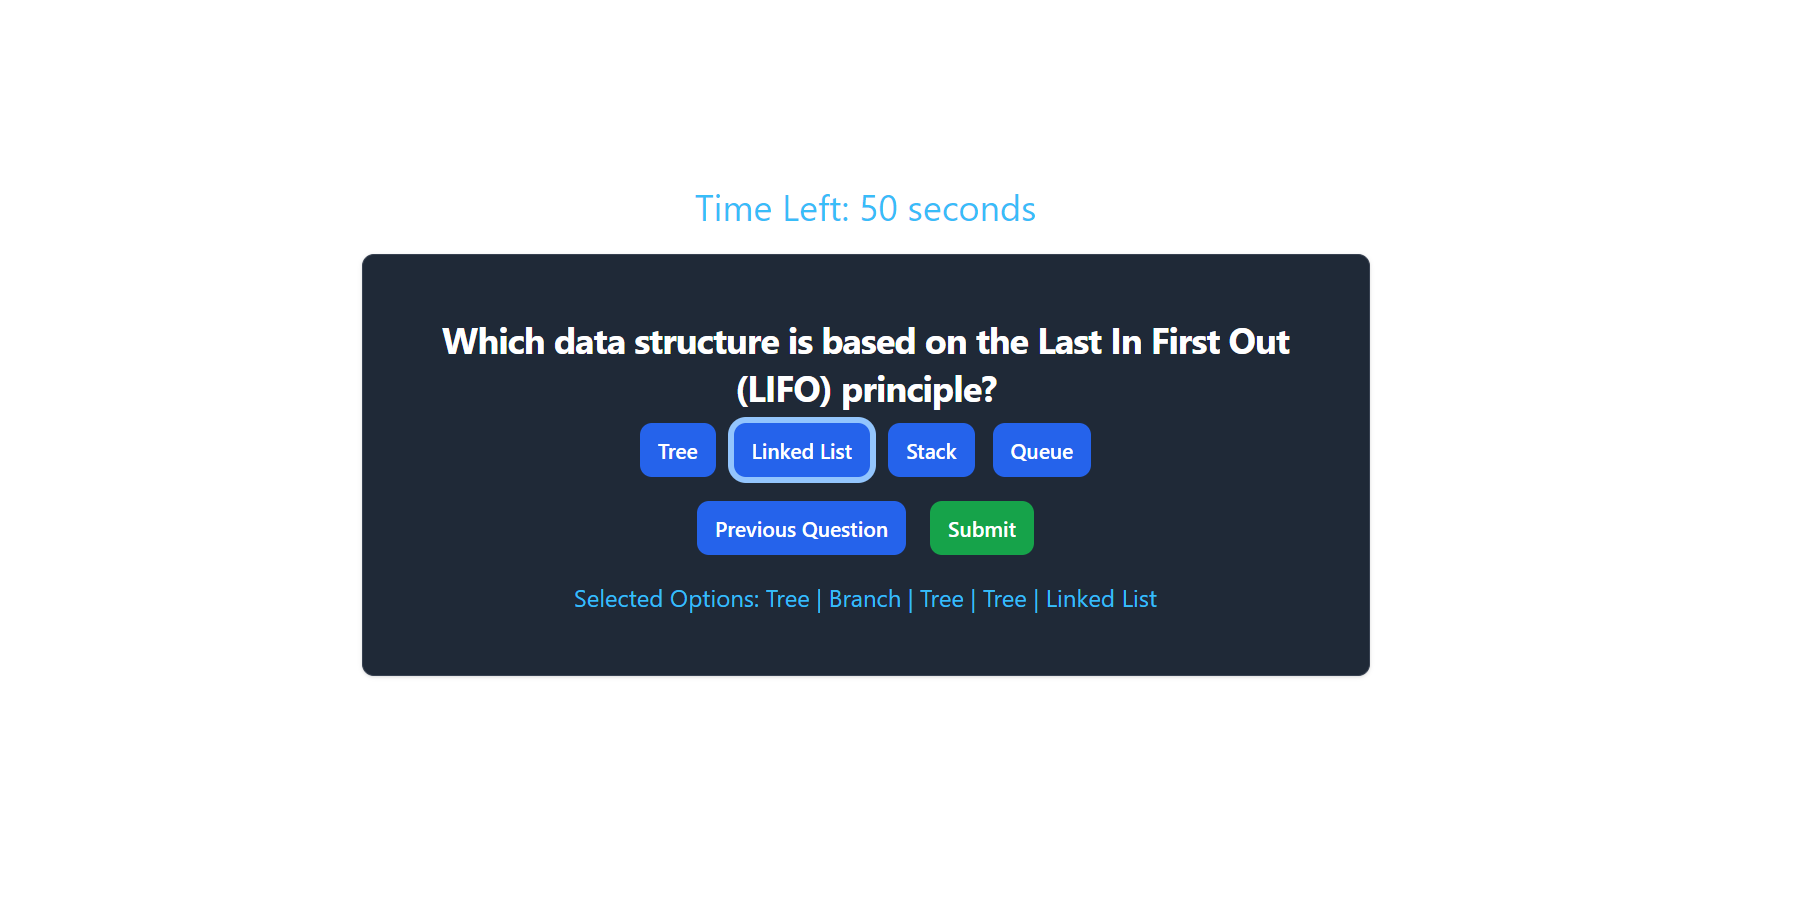 Time Left: 50 seconds
Which data structure is based on the Last In First Out
(LIFO) principle?
Tree Linked List Stack Queue
Previous Question Submit
Selected Options: Tree | Branch | Tree | Tree | Linked List